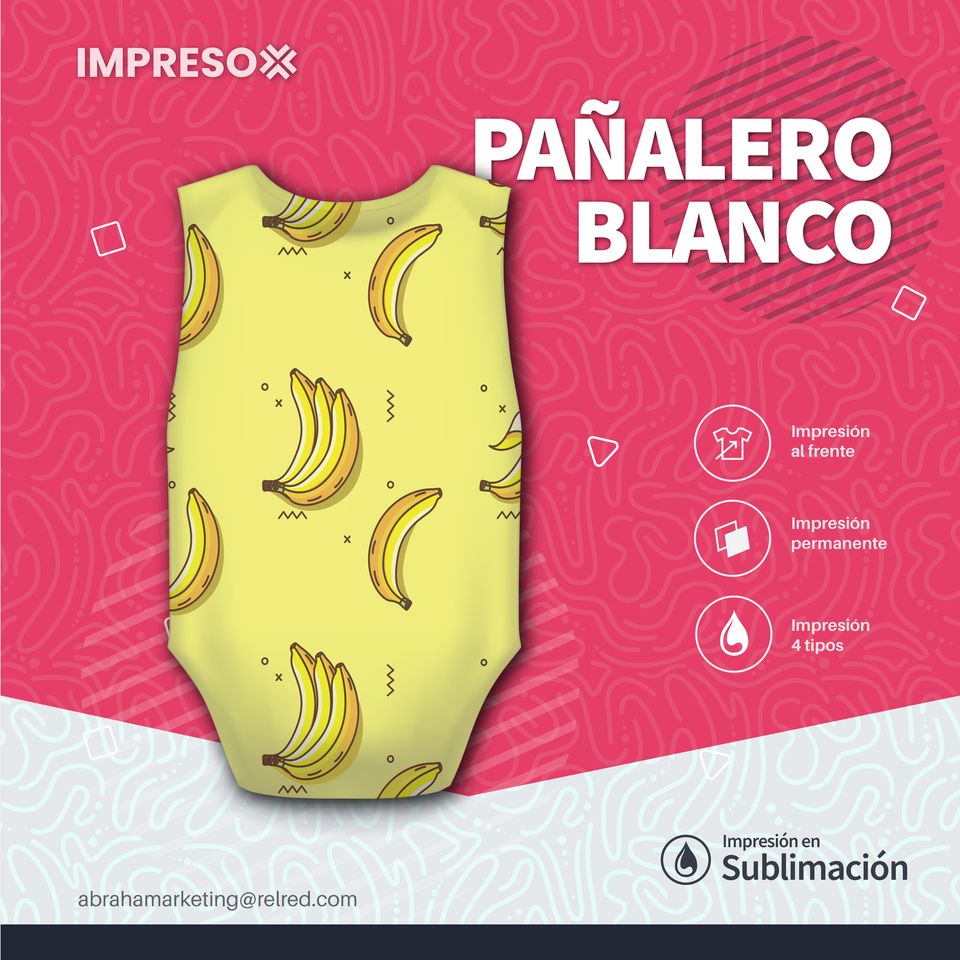 IMPRESO
PAÑALERO
BLANCO
Impresión
al frente
Impresión
permanente
Impresión
4 tipos
Impresión en
Sublimación
abrahamarketing@relred.com